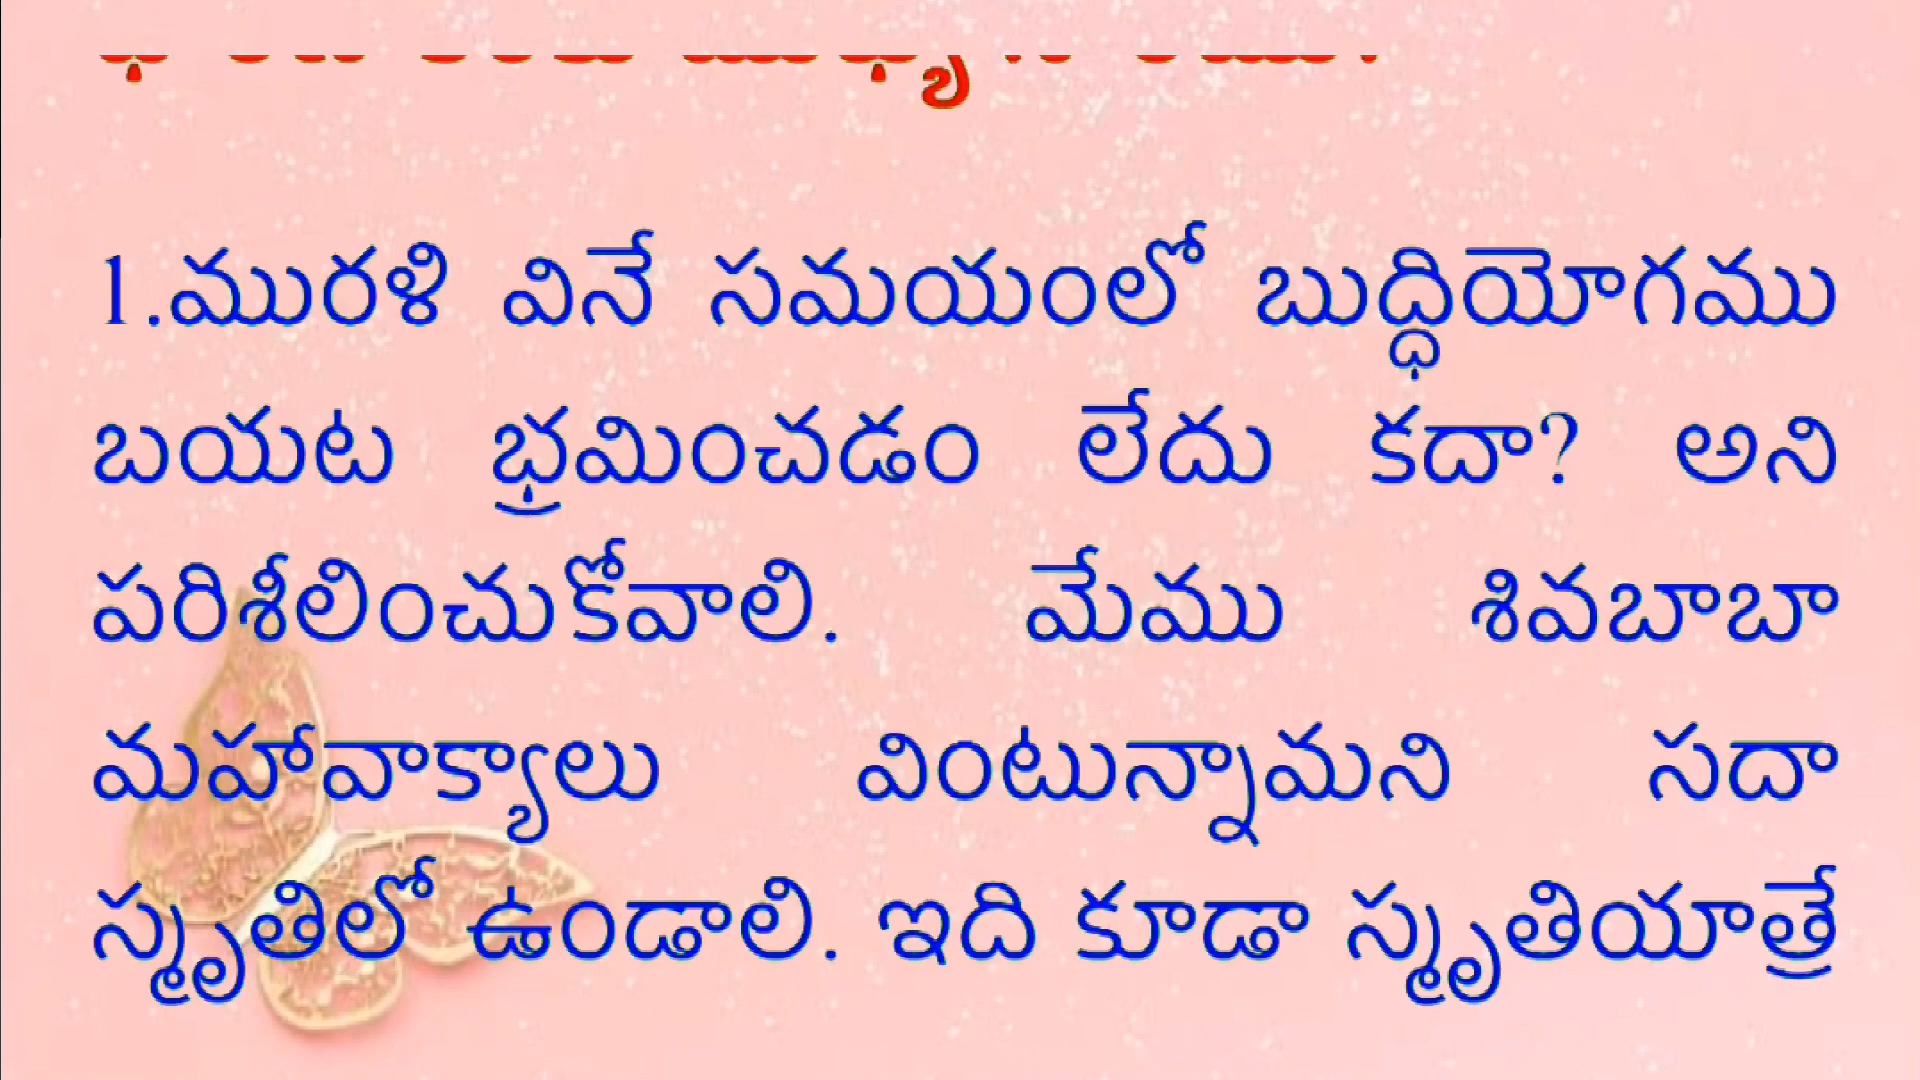 1.మురళి వినే సమయంలో బుద్ధియోగము
బయట భ్రమించడం లేదు కదా? అని
పరిశీలించుకోవాలి. మేము శివబాబా
మహావాక్యాలు వింటున్నామని సదా
స్మృతిలో ఉండాలి. ఇది కూడా స్మృతియాత్రే